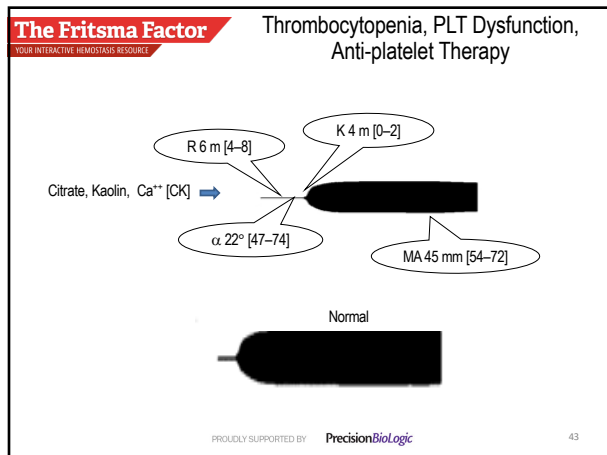 The Fritsma Factor
YOUR INTERACTIVE HEMOSTASIS RESOURCE
Thrombocytopenia, PLT Dysfunction,
Anti-platelet Therapy
K 4 m [0–2]
R 6 m [4–8]
Citrate, Kaolin, Ca⁺⁺ [CK]
α 22° [47–74]
MA 45 mm [54–72]
Normal
PROUDLY SUPPORTED BY PrecisionBioLogic
43